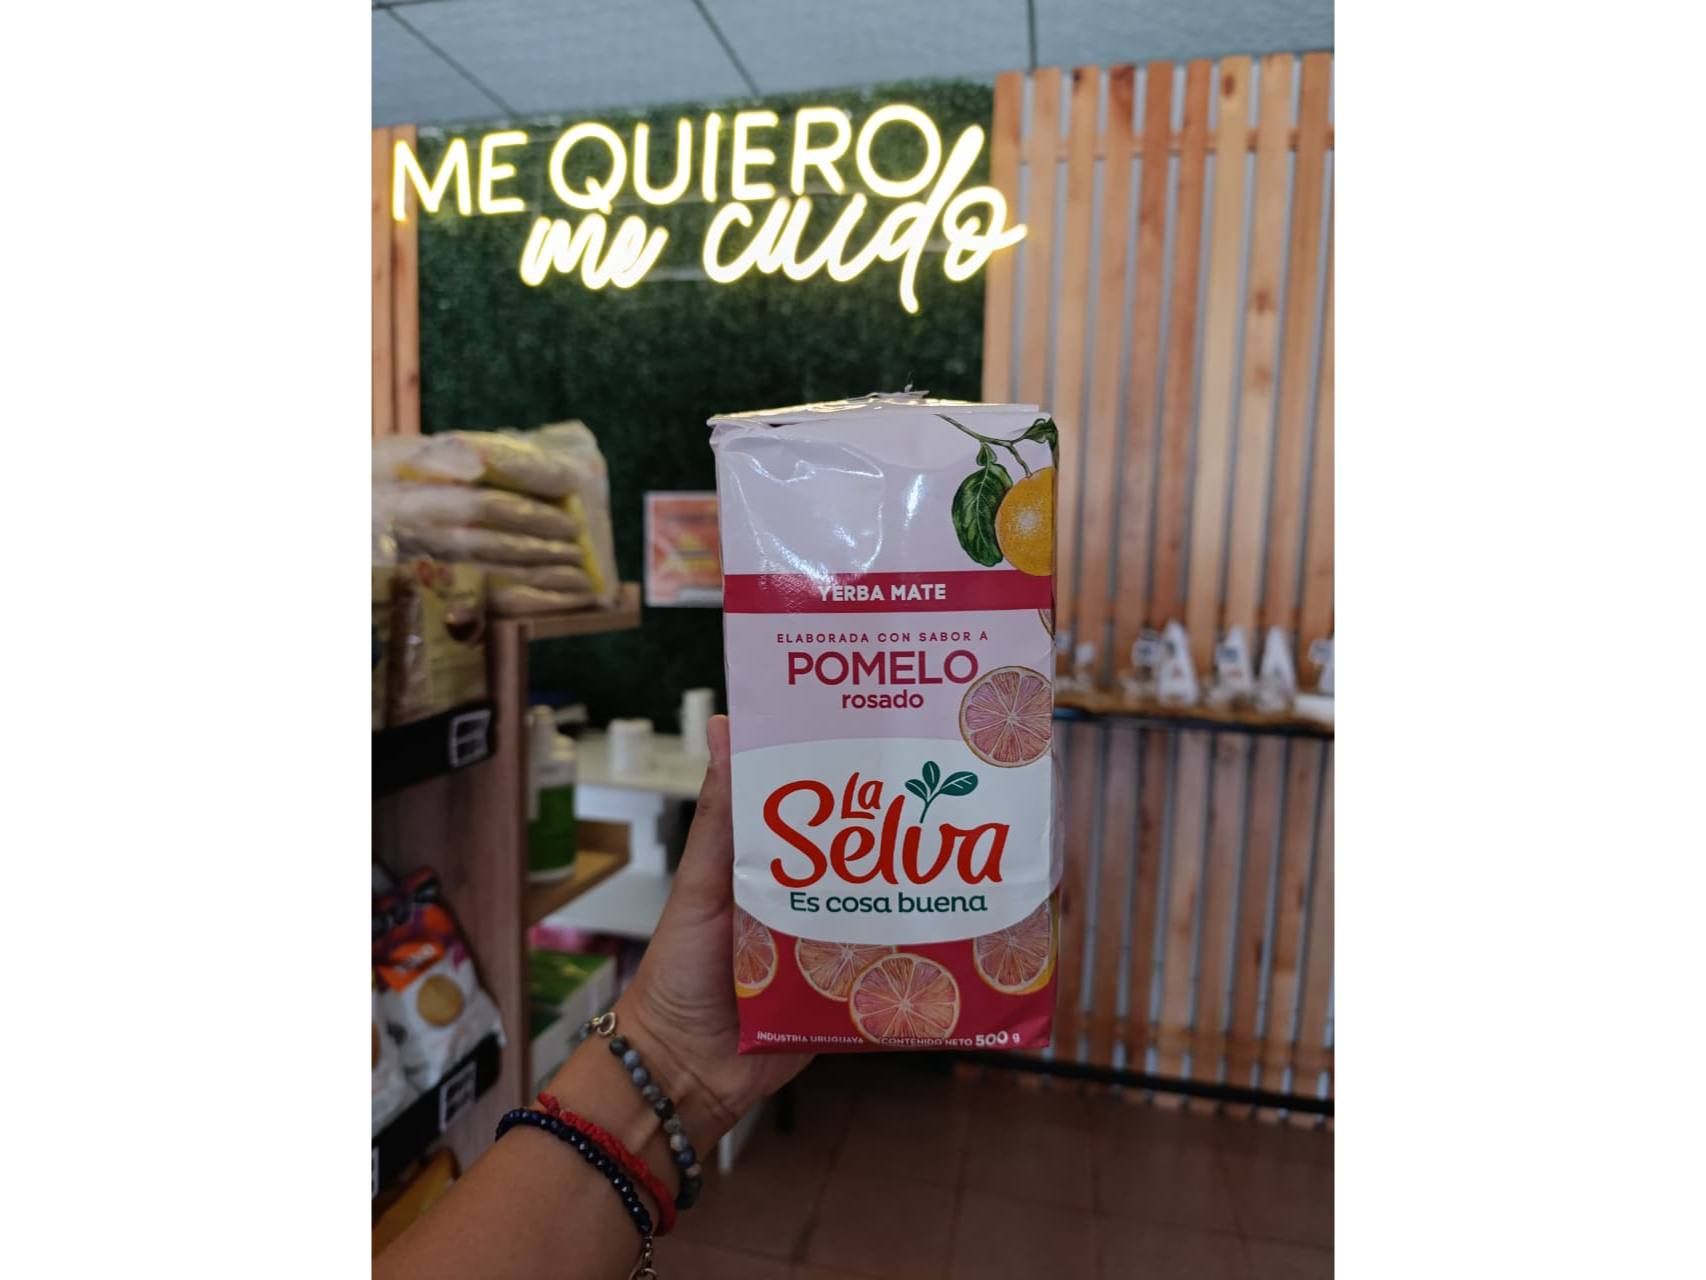 ME QUIERO
me cuido
YERBA MATE
ELABORADA CON SABOR A
POMELO
rosado
La
Selva
Es cosa buena
INDUSTRIA URUGUAYA CONTENIDO NETO 500 g